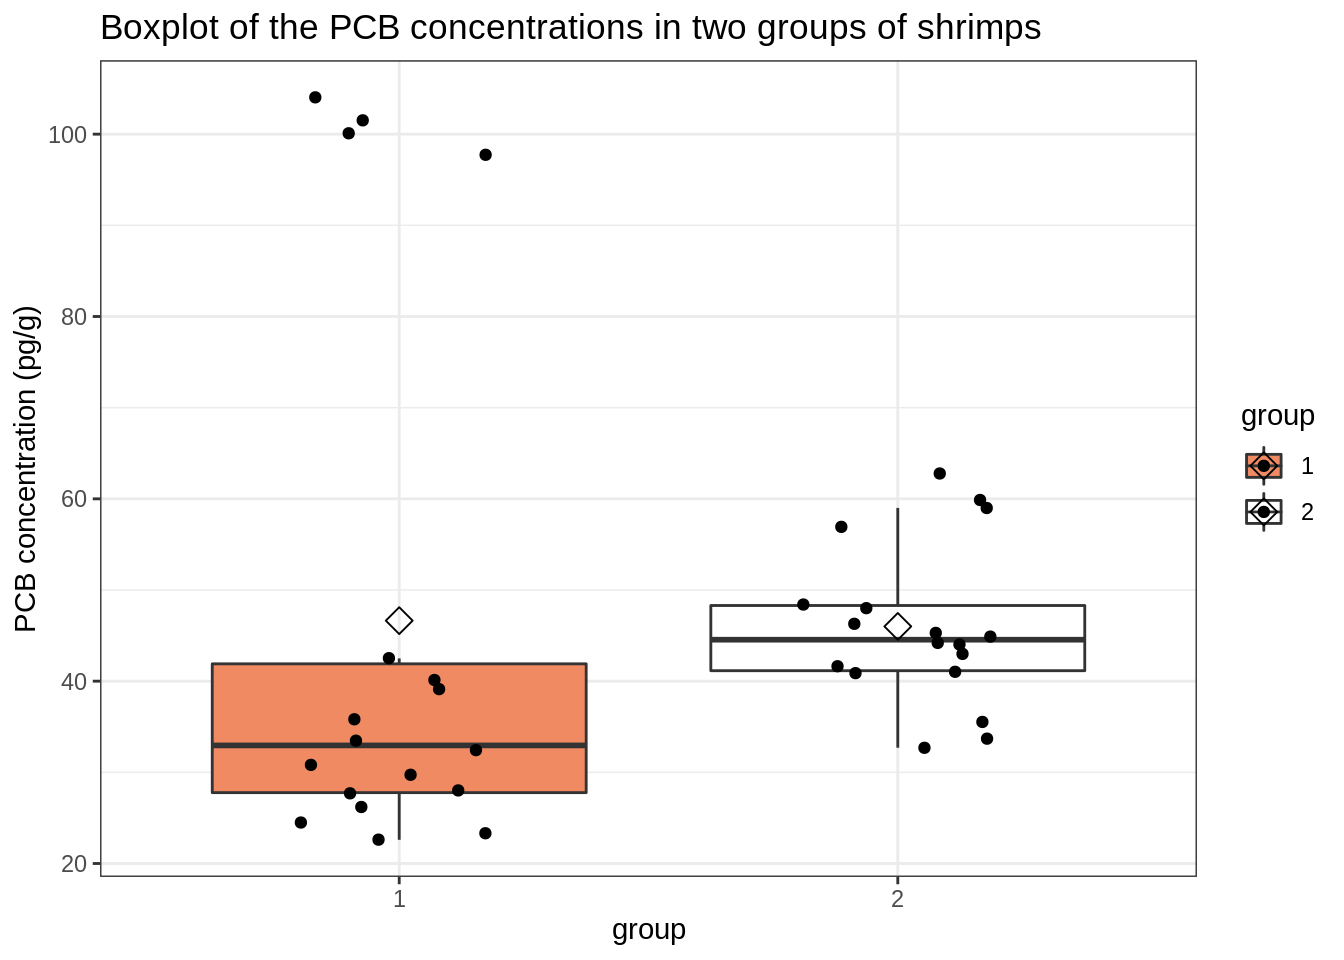 Boxplot of the PCB concentrations in two groups of shrimps
PCB concentration (pg/g)
100
80
60
40
20
1
2
group
group
1
2